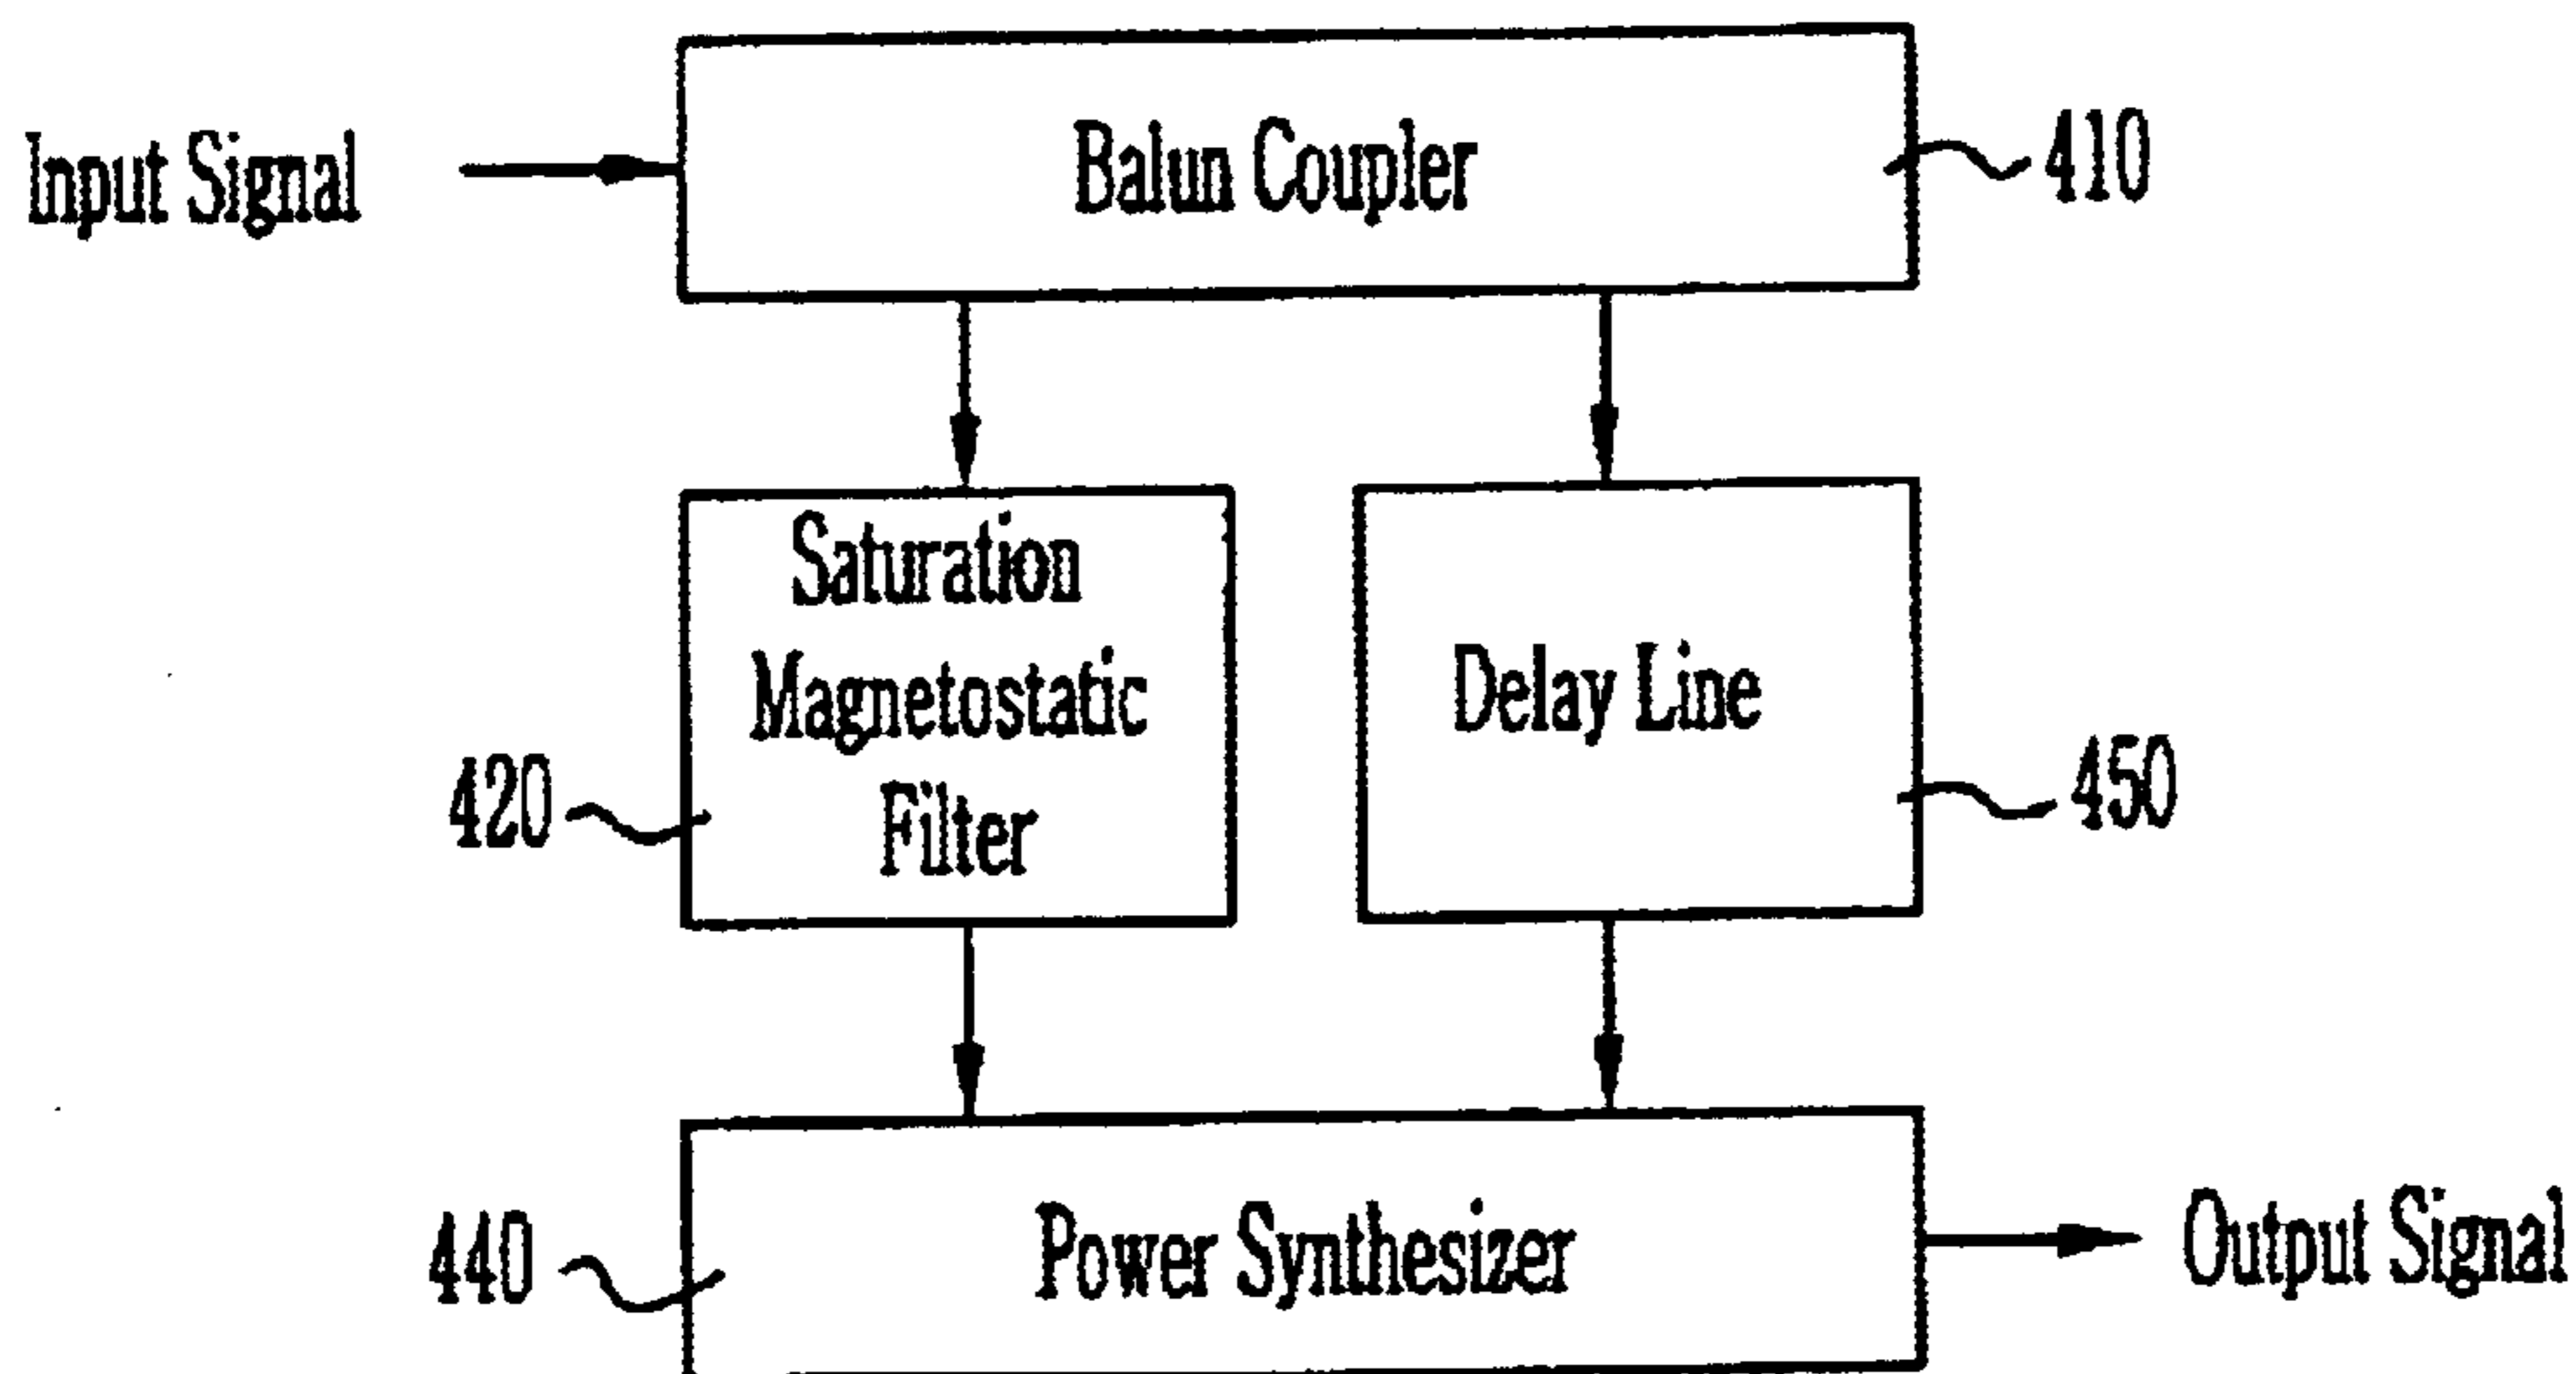 Input Signal
Balun Coupler
410
Saturation
Magnetostatic
Filter
420
Delay Line
450
440
Power Synthesizer
Output Signal